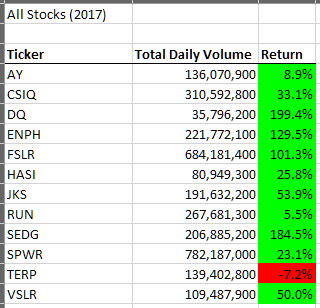 All Stocks (2017)
Ticker Total Daily Volume Return
AY 136,070,900 8.9%
CSIQ 310,592,800 33.1%
DQ 35,796,200 199.4%
ENPH 221,772,100 129.5%
FSLR 684,181,400 101.3%
HASI 80,949,300 25.8%
JKS 191,632,200 53.9%
RUN 267,681,300 5.5%
SEDG 206,885,200 184.5%
SPWR 782,187,000 23.1%
TERP 139,402,800 -7.2%
VSLR 109,487,900 50.0%